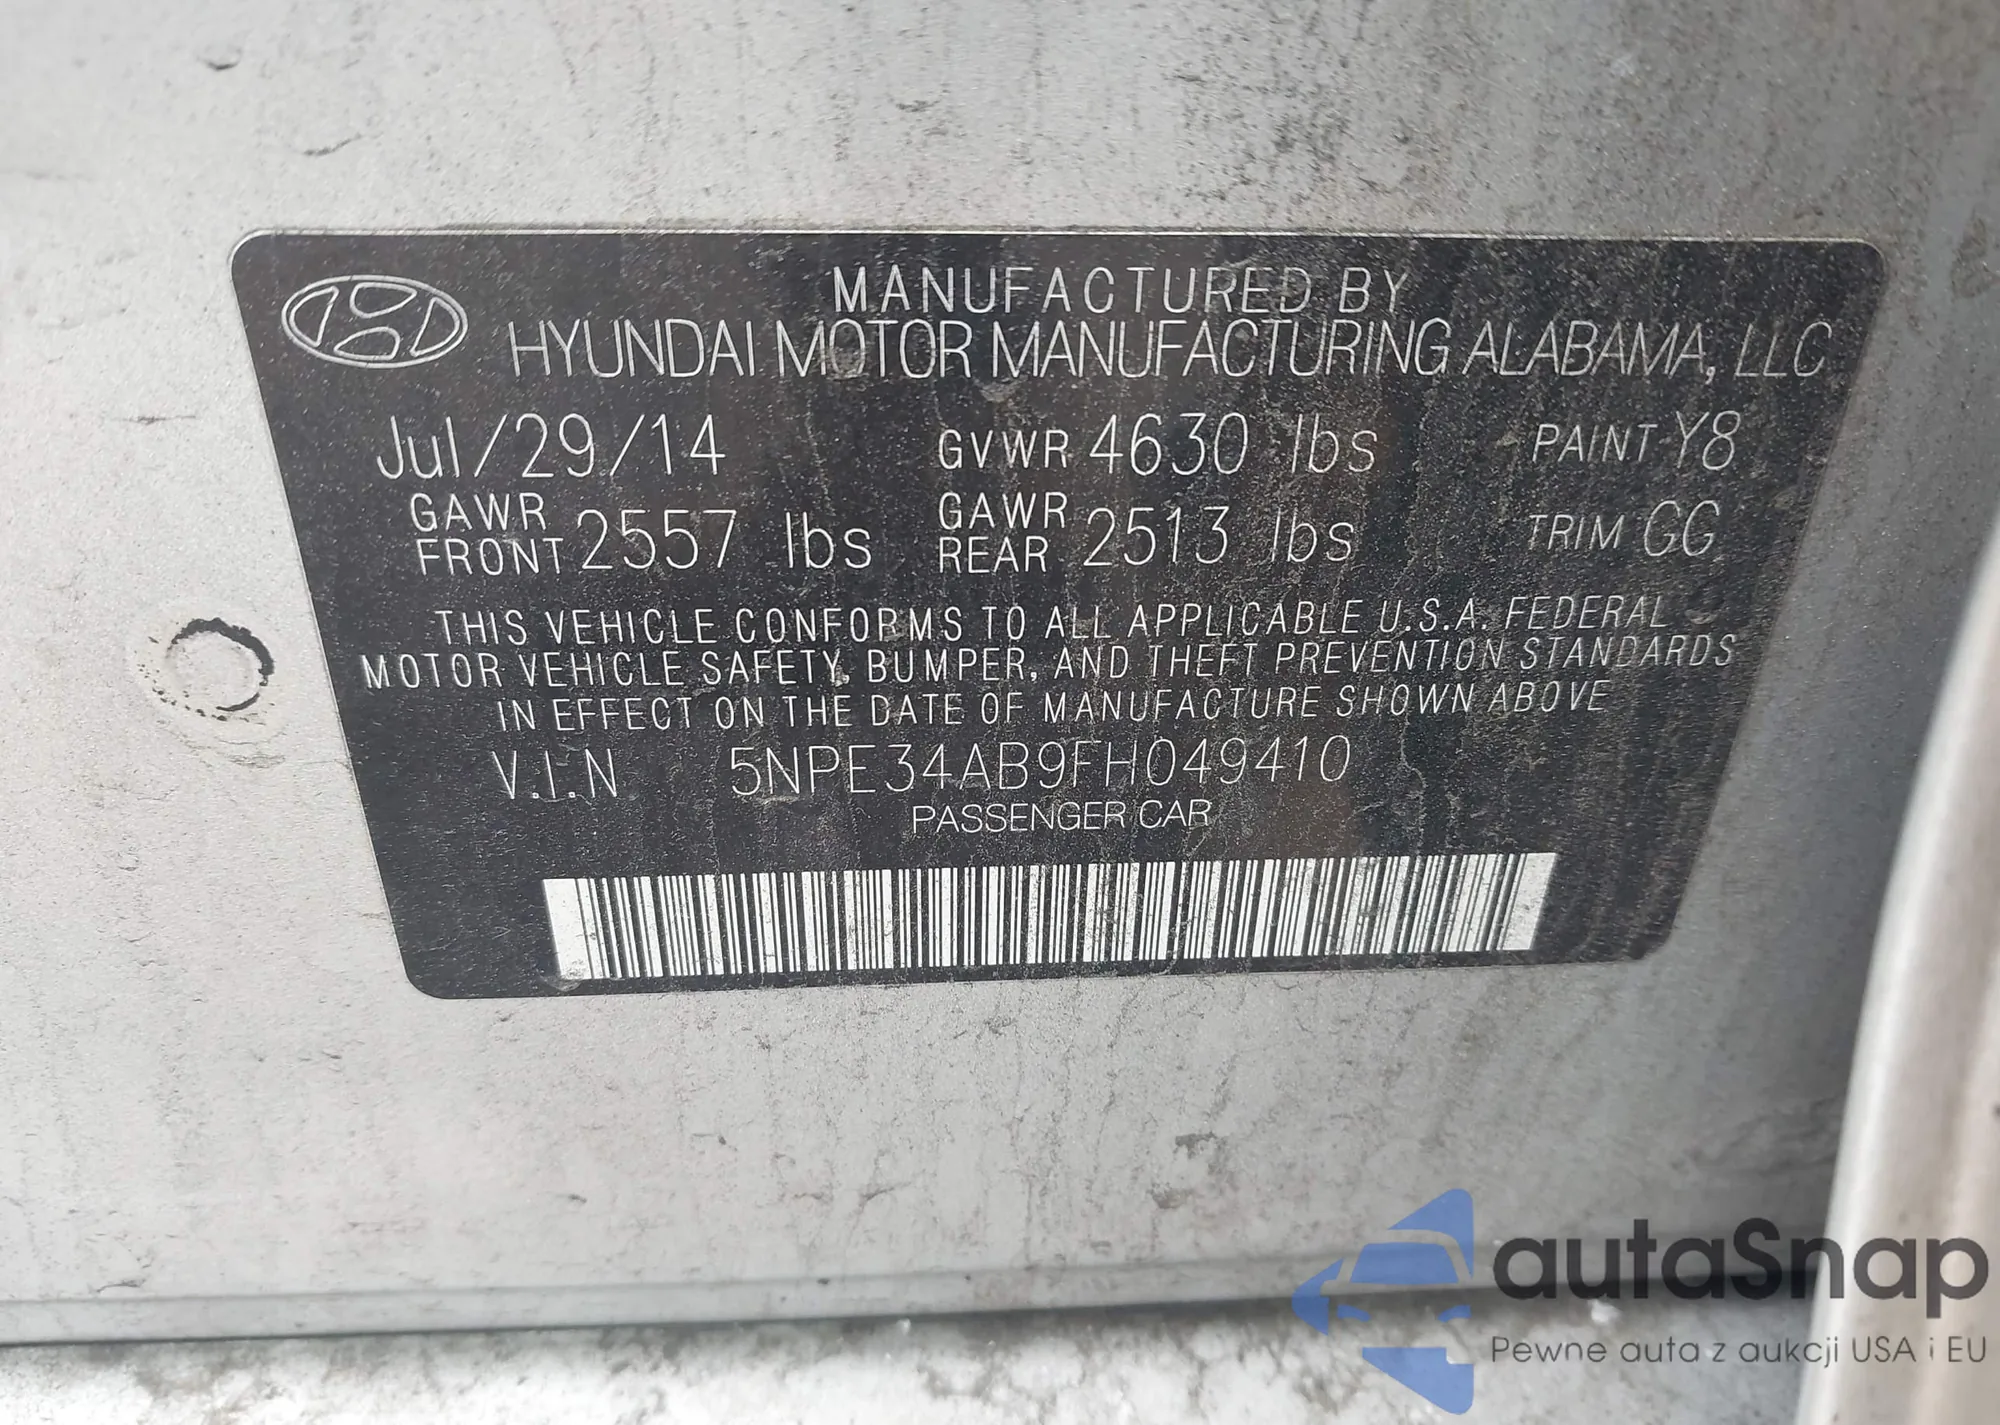 MANUFACTURED BY
HYUNDAI MOTOR MANUFACTURING ALABAMA, LLC
Jul/29/14 GVWR 4630 lbs PAINT Y8
GAWR FRONT 2557 lbs GAWR REAR 2513 lbs TRIM GG
THIS VEHICLE CONFORMS TO ALL APPLICABLE U.S.A. FEDERAL
MOTOR VEHICLE SAFETY, BUMPER, AND THEFT PREVENTION STANDARDS
IN EFFECT ON THE DATE OF MANUFACTURE SHOWN ABOVE
V.I.N 5NPE34AB9FH049410
PASSENGER CAR
autaSnap
Pewne auta z aukcji USA i EU